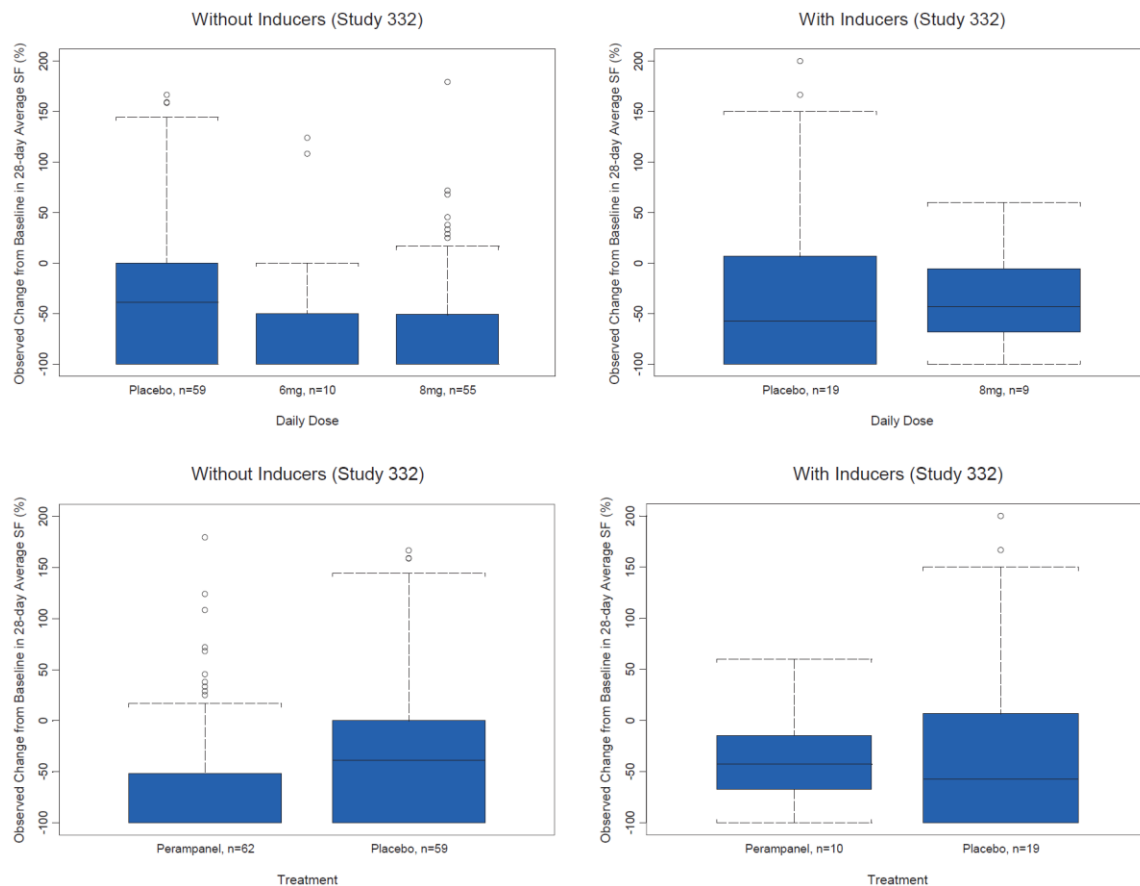 Without Inducers (Study 332)
Observed Change from Baseline in 28-day Average SF (%)
200
150
100
50
0
-50
-100
Placebo, n=59 6mg, n=10 8mg, n=55
Daily Dose
With Inducers (Study 332)
Observed Change from Baseline in 28-day Average SF (%)
200
150
100
50
0
-50
-100
Placebo, n=19 8mg, n=9
Daily Dose
Without Inducers (Study 332)
Observed Change from Baseline in 28-day Average SF (%)
200
150
100
50
0
-50
-100
Perampanel, n=62 Placebo, n=59
Treatment
With Inducers (Study 332)
Observed Change from Baseline in 28-day Average SF (%)
200
150
100
50
0
-50
-100
Perampanel, n=10 Placebo, n=19
Treatment